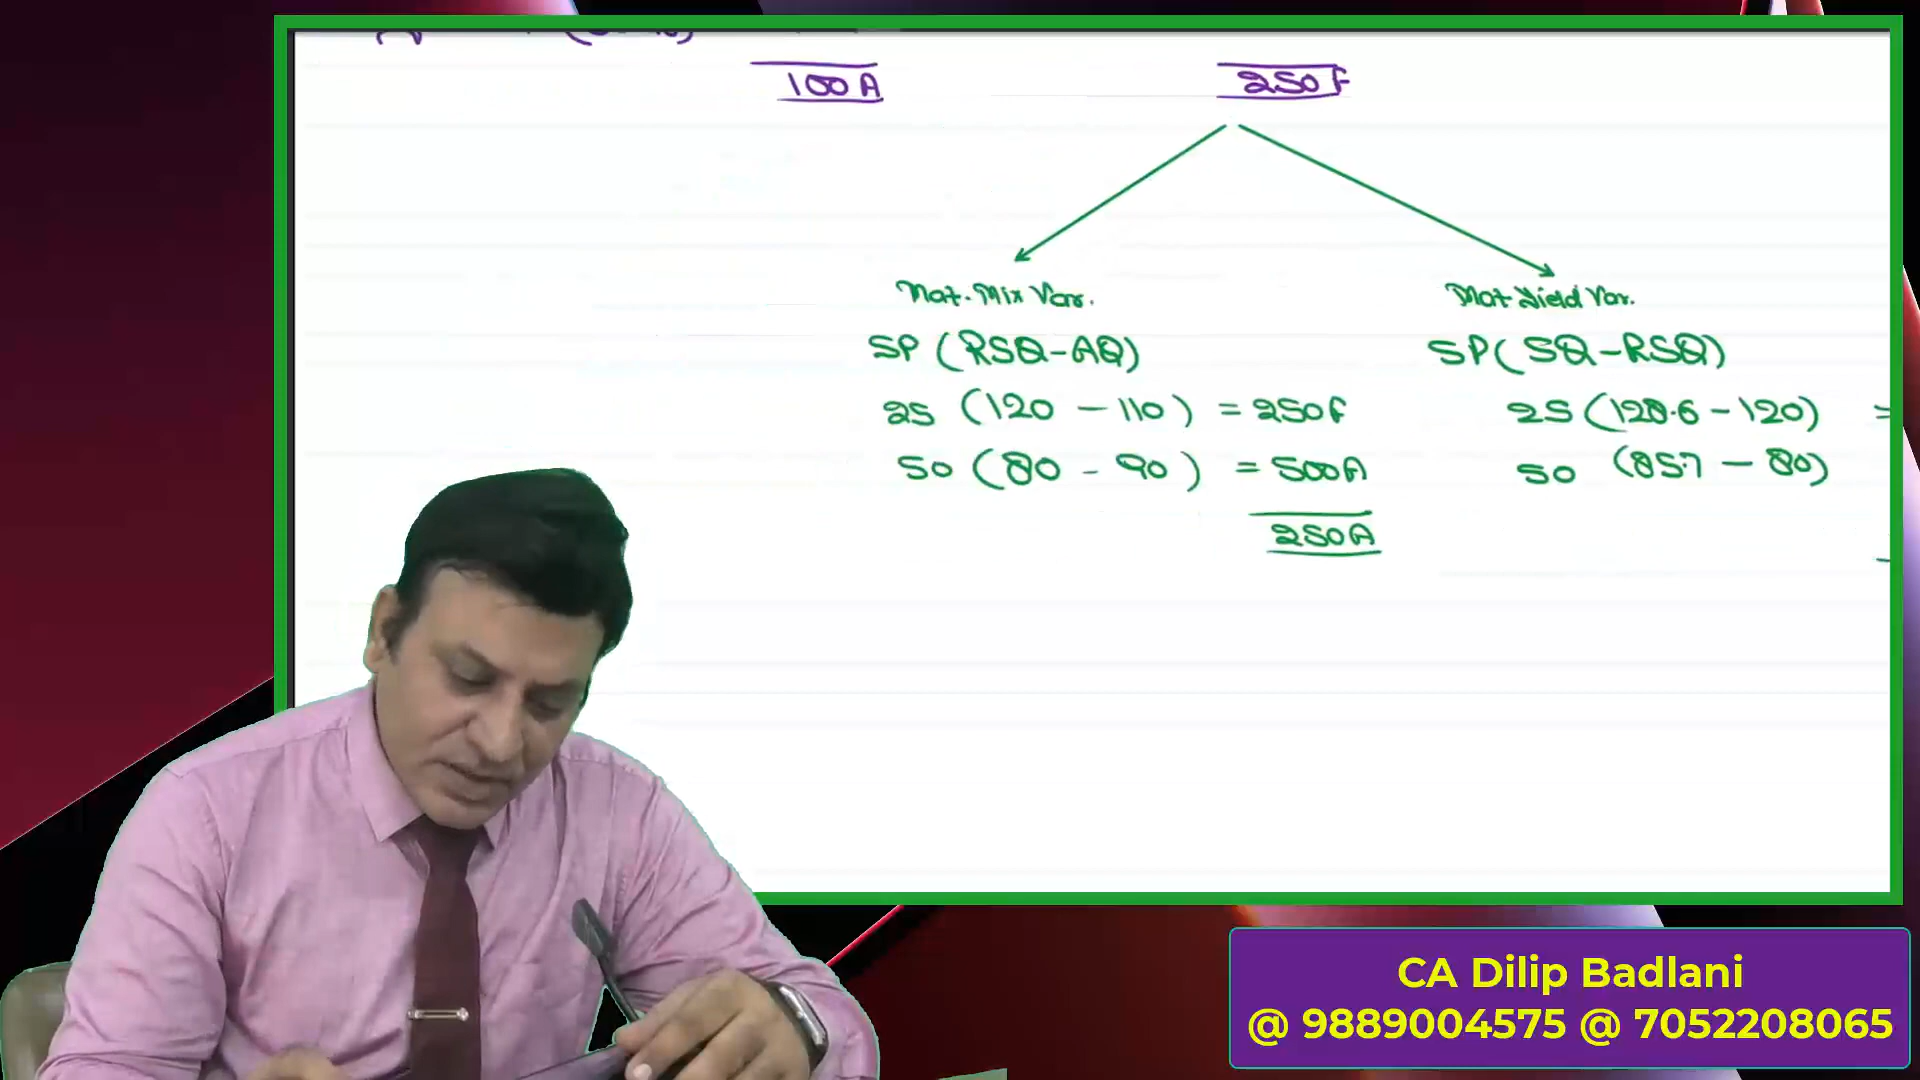 100 A
250 F
Mat. Mix Var.
SP (RSQ-AQ)
25 (120 - 110) = 250F
50 (80 - 90) = 500A
250A
Mat Yield Var.
SP (SQ-RSQ)
25 (128.6 - 120) =
50 (85.7 - 80)
CA Dilip Badlani
@ 9889004575 @ 7052208065